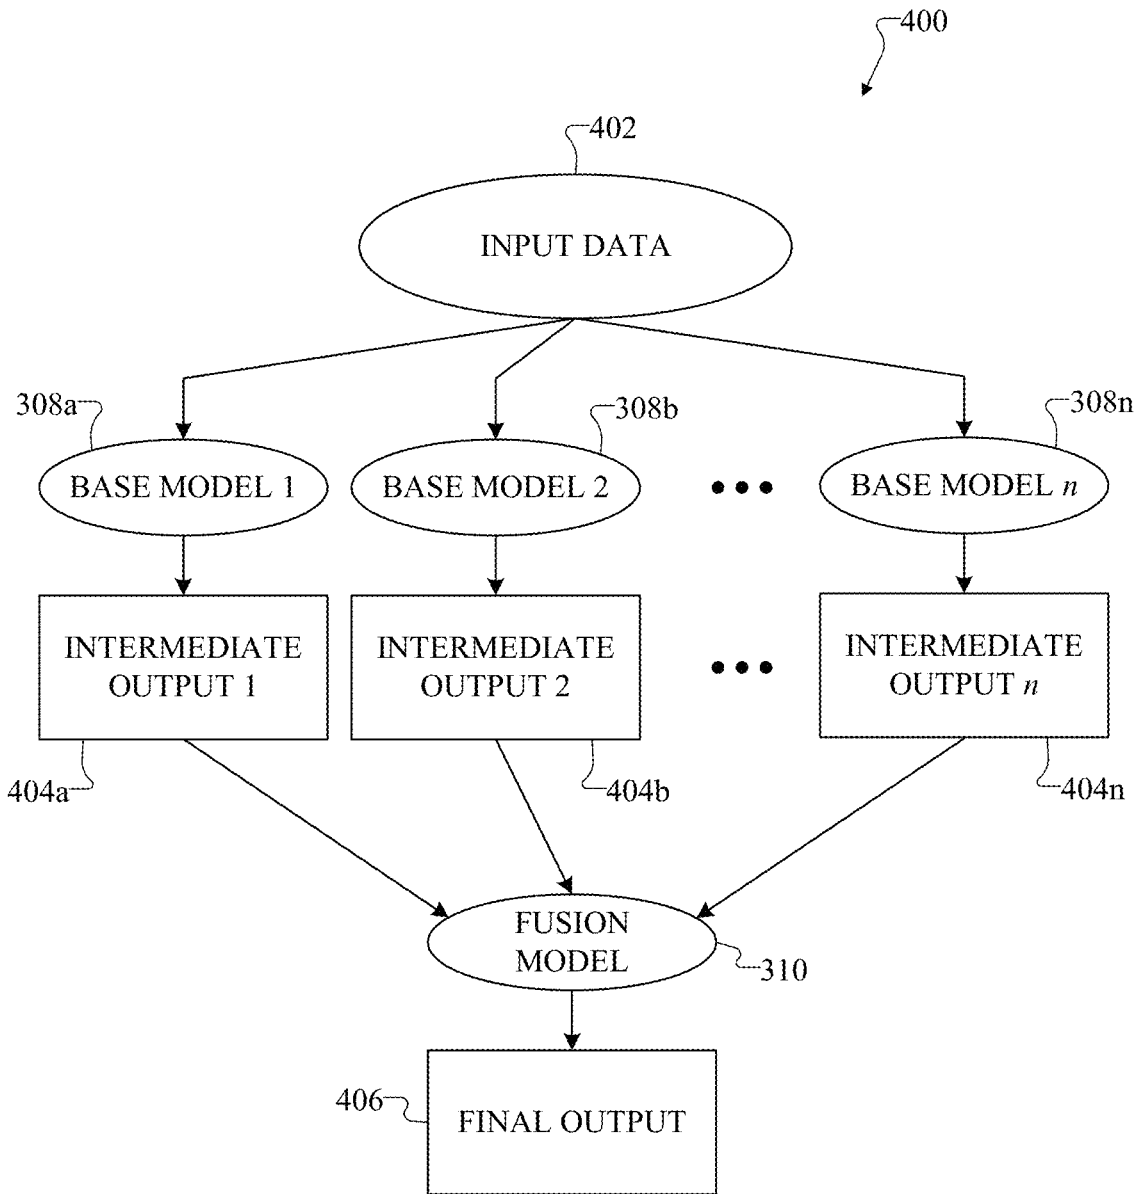 400
402
INPUT DATA
308a
308b
308n
BASE MODEL 1
BASE MODEL 2
BASE MODEL n
INTERMEDIATE
OUTPUT 1
INTERMEDIATE
OUTPUT 2
INTERMEDIATE
OUTPUT n
404a
404b
404n
FUSION
MODEL
310
406
FINAL OUTPUT